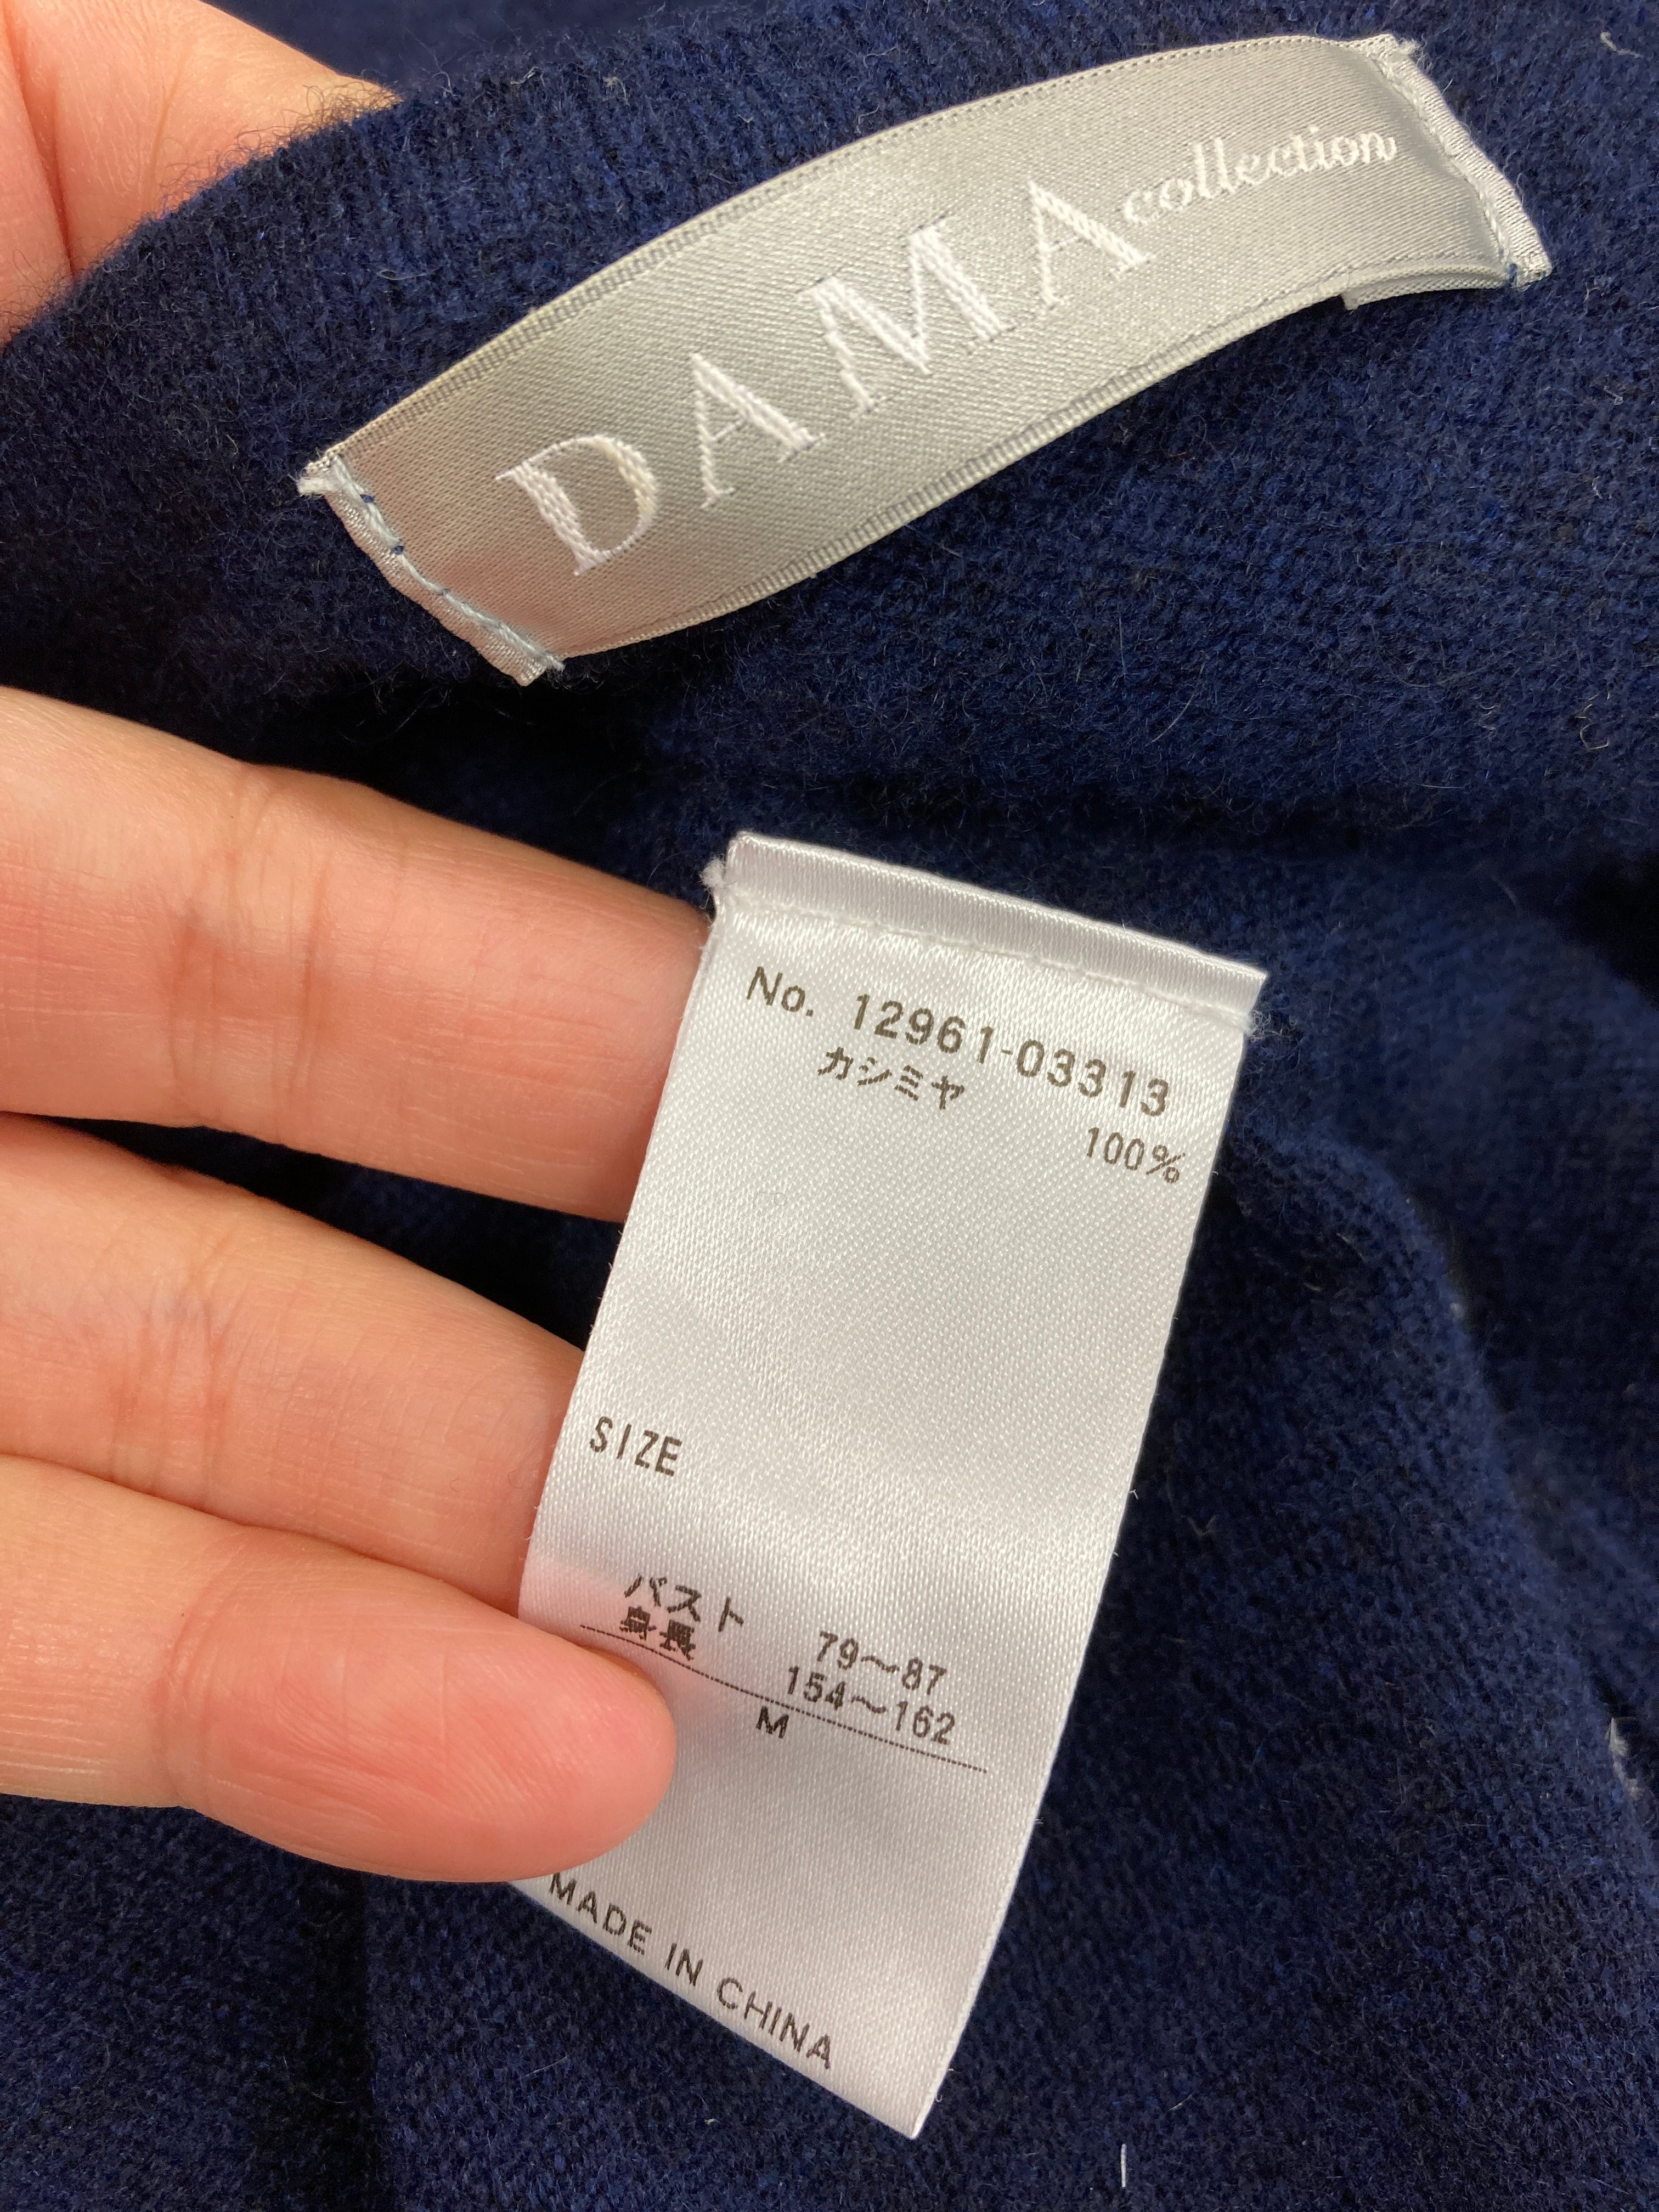 DAMA collection
No. 12961-03313
カシミヤ
100%
SIZE
バスト 79～87
身長 154～162
M
MADE IN CHINA